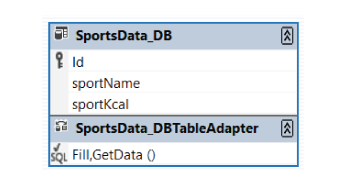 SportsData_DB
Id
sportName
sportKcal
SportsData_DBTableAdapter
SQL Fill,GetData ()